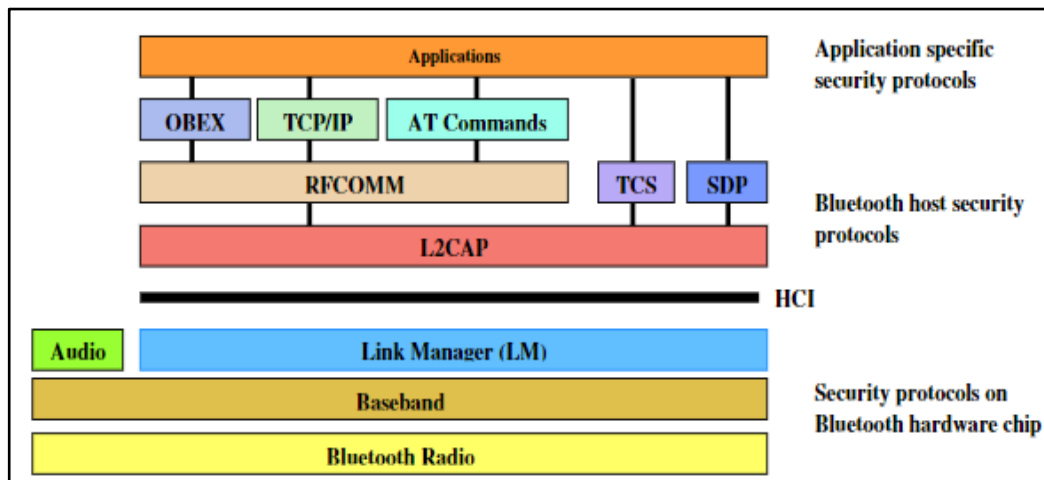 Applications
Application specific
security protocols
OBEX
TCP/IP
AT Commands
RFCOMM
TCS
SDP
Bluetooth host security
protocols
L2CAP
HCI
Audio
Link Manager (LM)
Baseband
Security protocols on
Bluetooth hardware chip
Bluetooth Radio